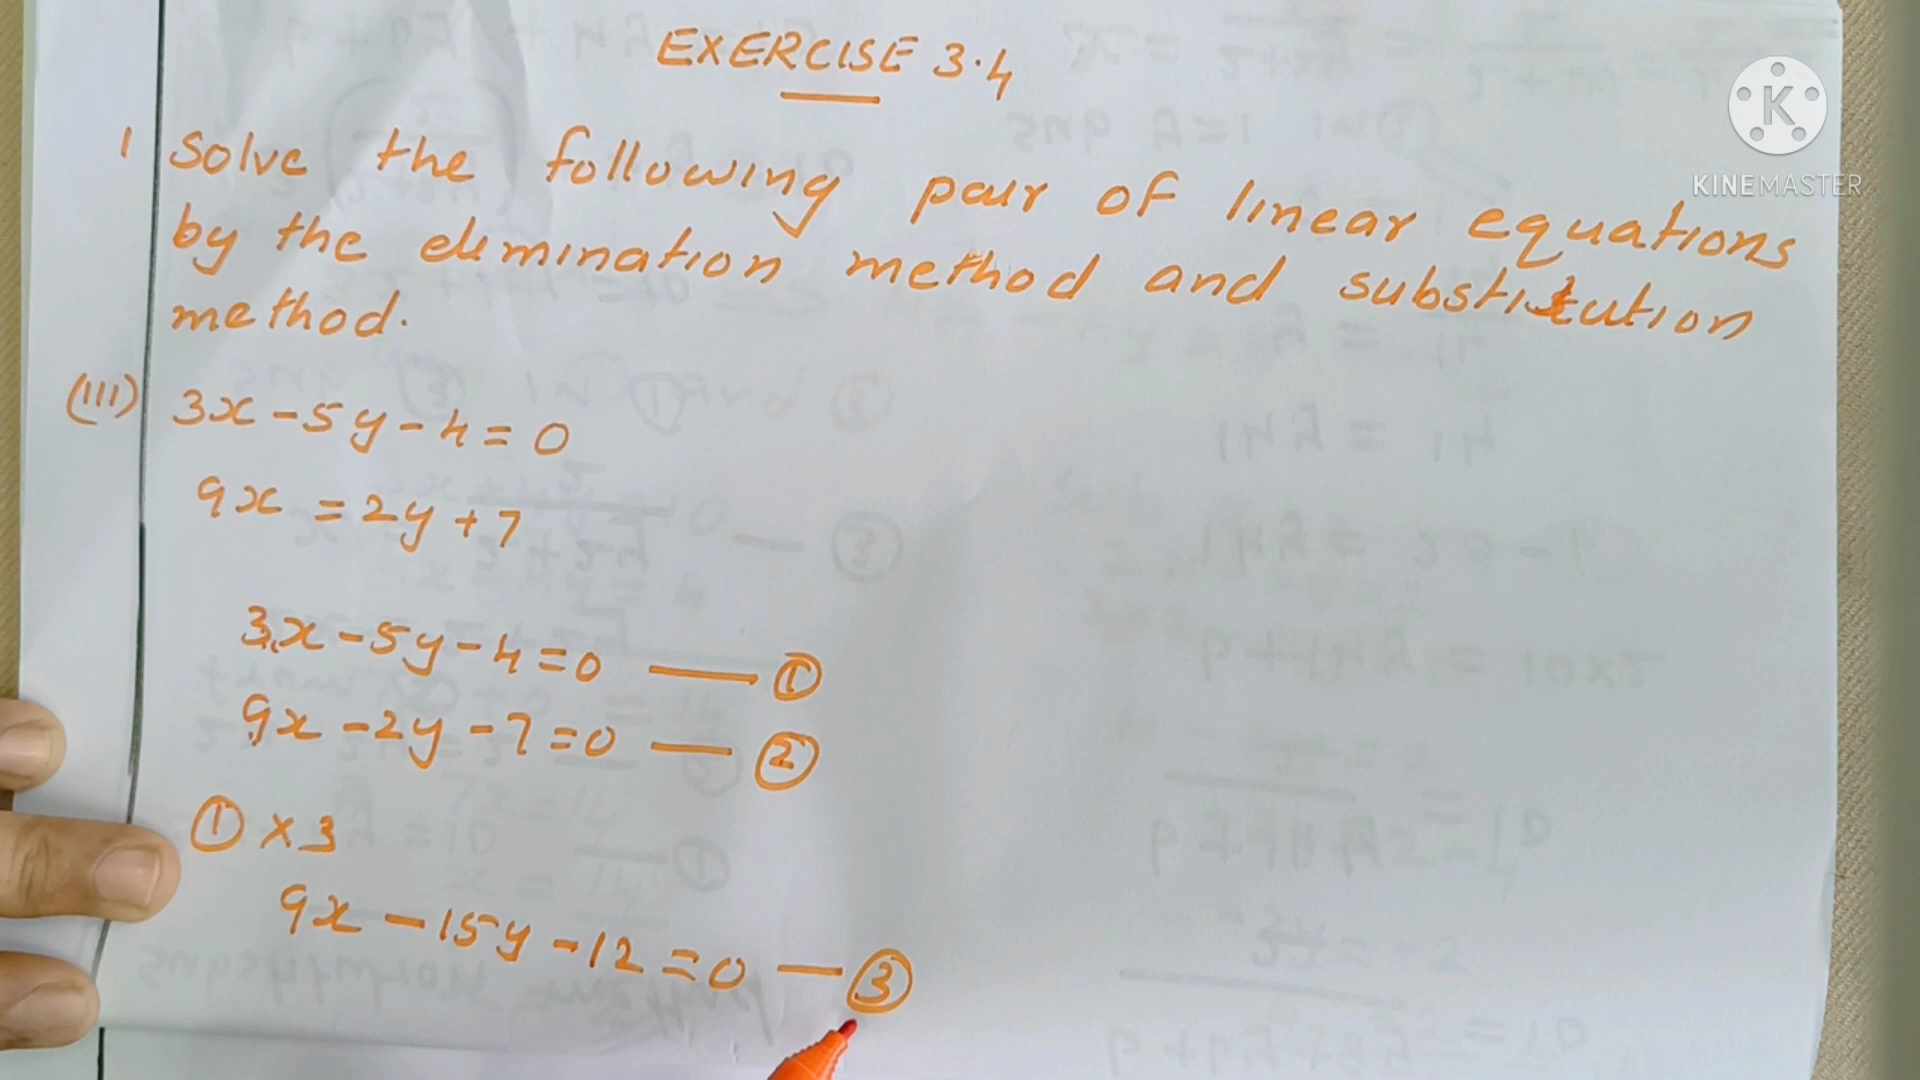 EXERCISE 3.4
K
KINEMASTER
1 Solve the following pair of linear equations
by the elimination method and substitution
method.
(III) 3x - 5y - 4 = 0
9x = 2y + 7
3x - 5y - 4 = 0 — ①
9x - 2y - 7 = 0 — ②
① × 3
9x - 15y - 12 = 0 — ③